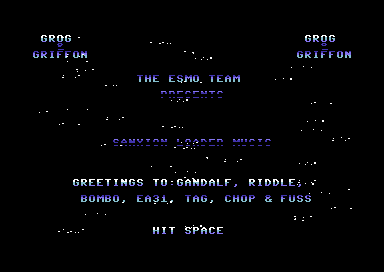 GROG GROG
& &
GRIFFON GRIFFON
THE ESMO TEAM
PRESENTS
SANXION LOADER MUSIC
GREETINGS TO:GANDALF, RIDDLE,
BOMBO, EA31, TAG, CHOP & FUSS
HIT SPACE